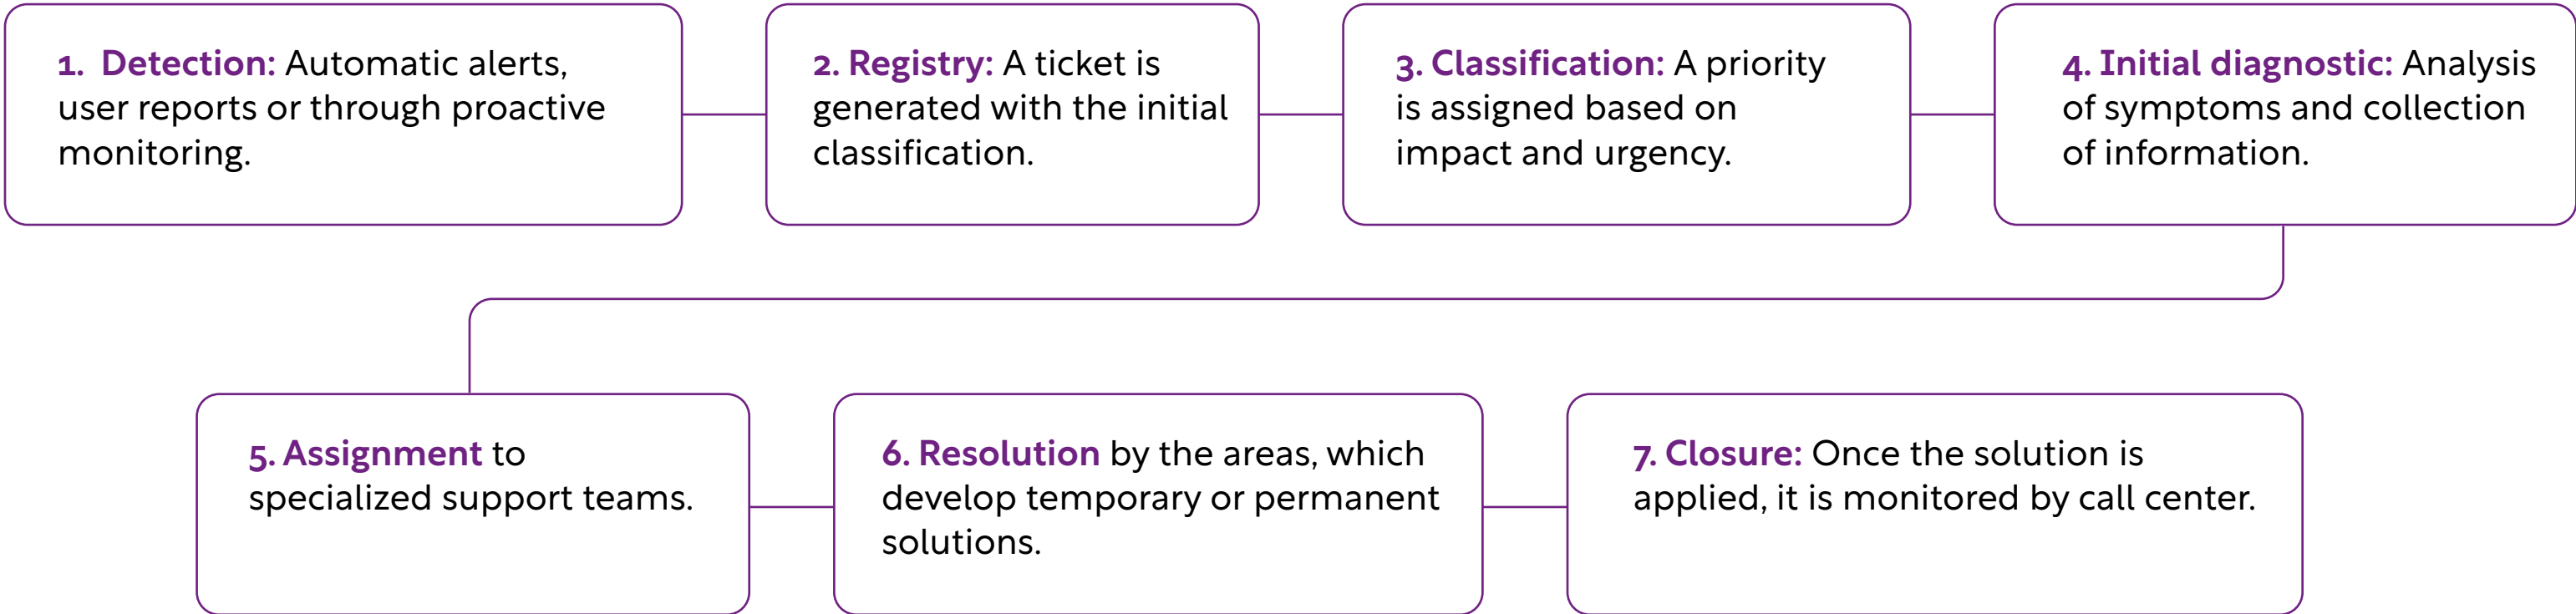 1. Detection: Automatic alerts,
user reports or through proactive
monitoring.
2. Registry: A ticket is
generated with the initial
classification.
3. Classification: A priority
is assigned based on
impact and urgency.
4. Initial diagnostic: Analysis
of symptoms and collection
of information.
5. Assignment to
specialized support teams.
6. Resolution by the areas, which
develop temporary or permanent
solutions.
7. Closure: Once the solution is
applied, it is monitored by call center.